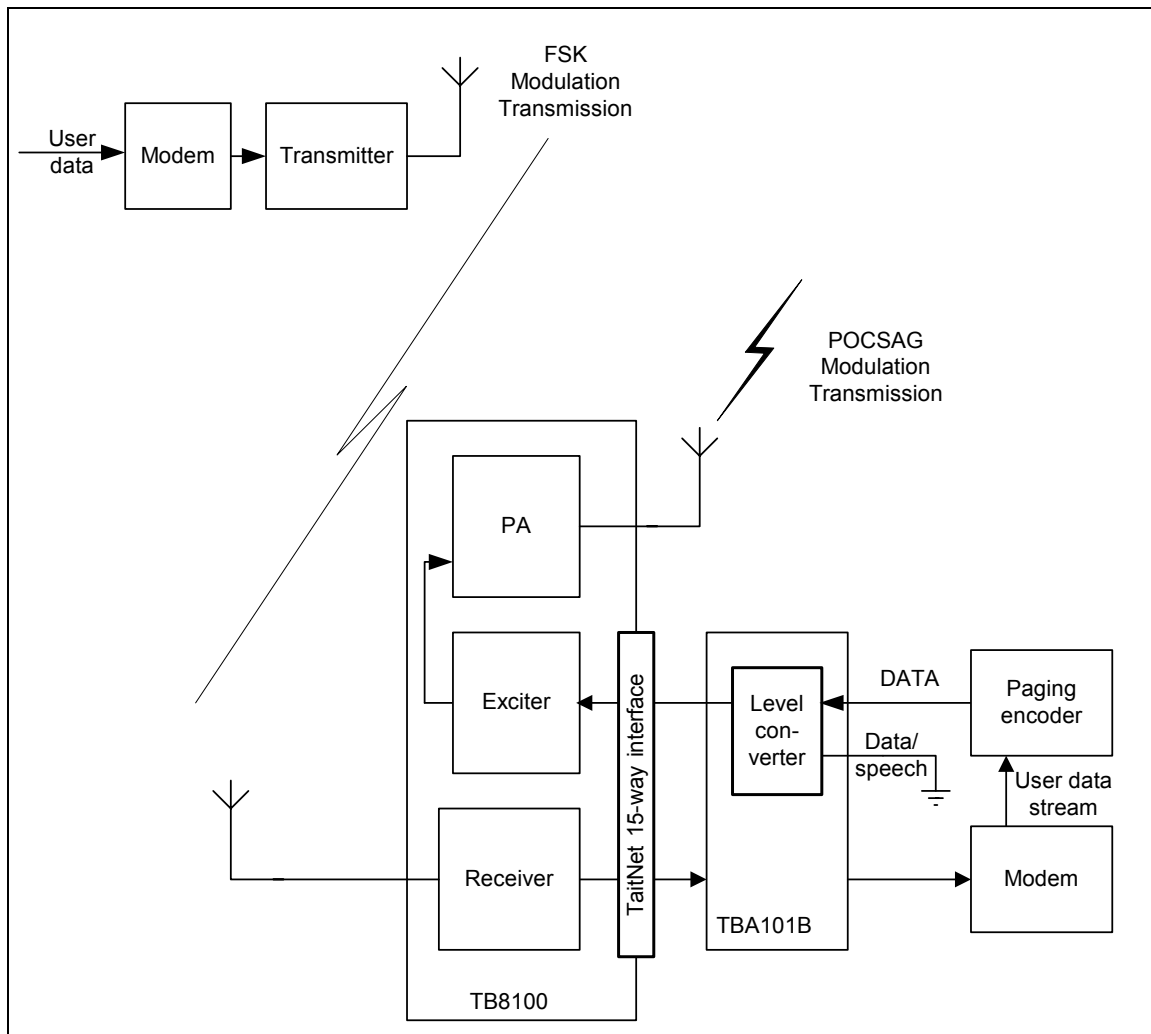 FSK
Modulation
Transmission
User
data
Modem
Transmitter
POCSAG
Modulation
Transmission
PA
Exciter
TaitNet 15-way interface
Level
con-
verter
DATA
Data/
speech
Paging
encoder
User data
stream
Receiver
Modem
TBA101B
TB8100